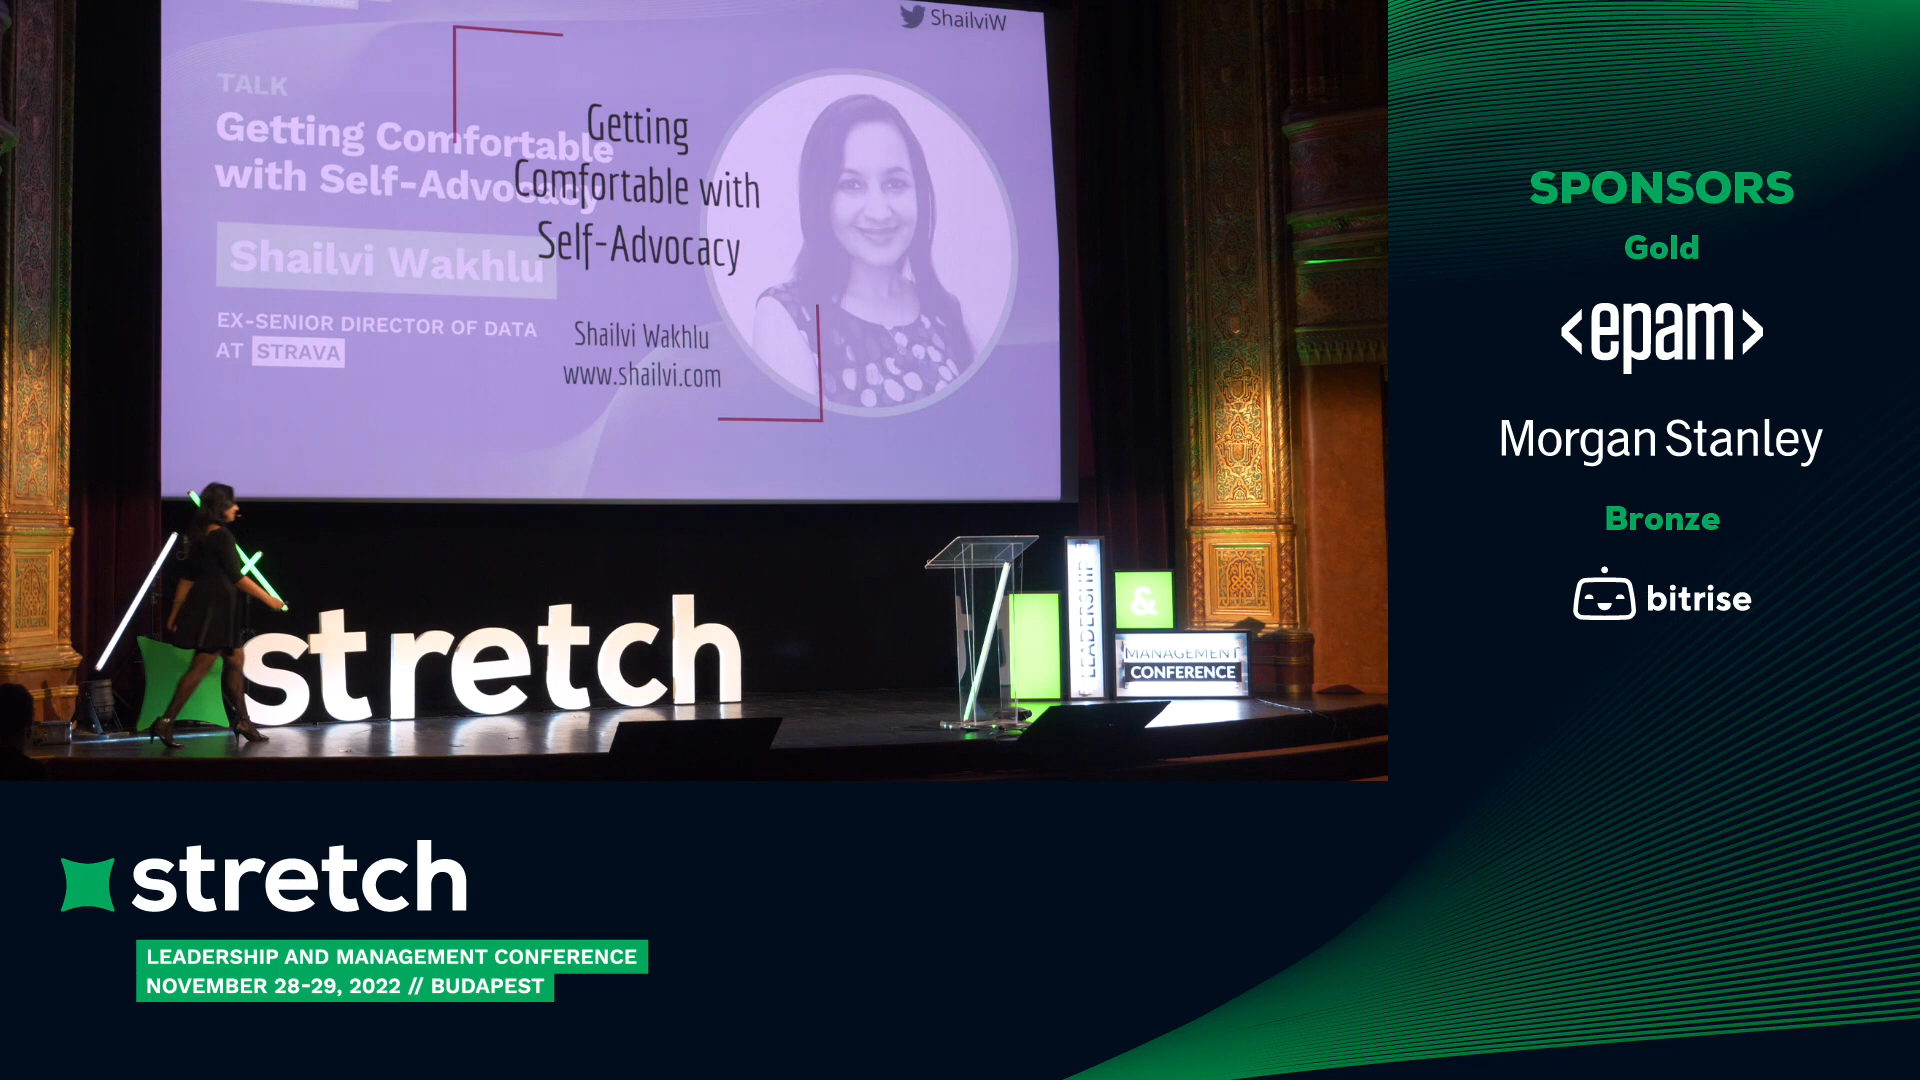 ShailviW
TALK
Getting Comfortable
with Self-Advocacy
Shailvi Wakhlu
EX-SENIOR DIRECTOR OF DATA
AT STRAVA
Getting
Comfortable with
Self-Advocacy
Shailvi Wakhlu
www.shailvi.com
stretch
LEADERSHIP
&
MANAGEMENT
CONFERENCE
SPONSORS
Gold
<epam>
Morgan Stanley
Bronze
bitrise
stretch
LEADERSHIP AND MANAGEMENT CONFERENCE
NOVEMBER 28-29, 2022 // BUDAPEST